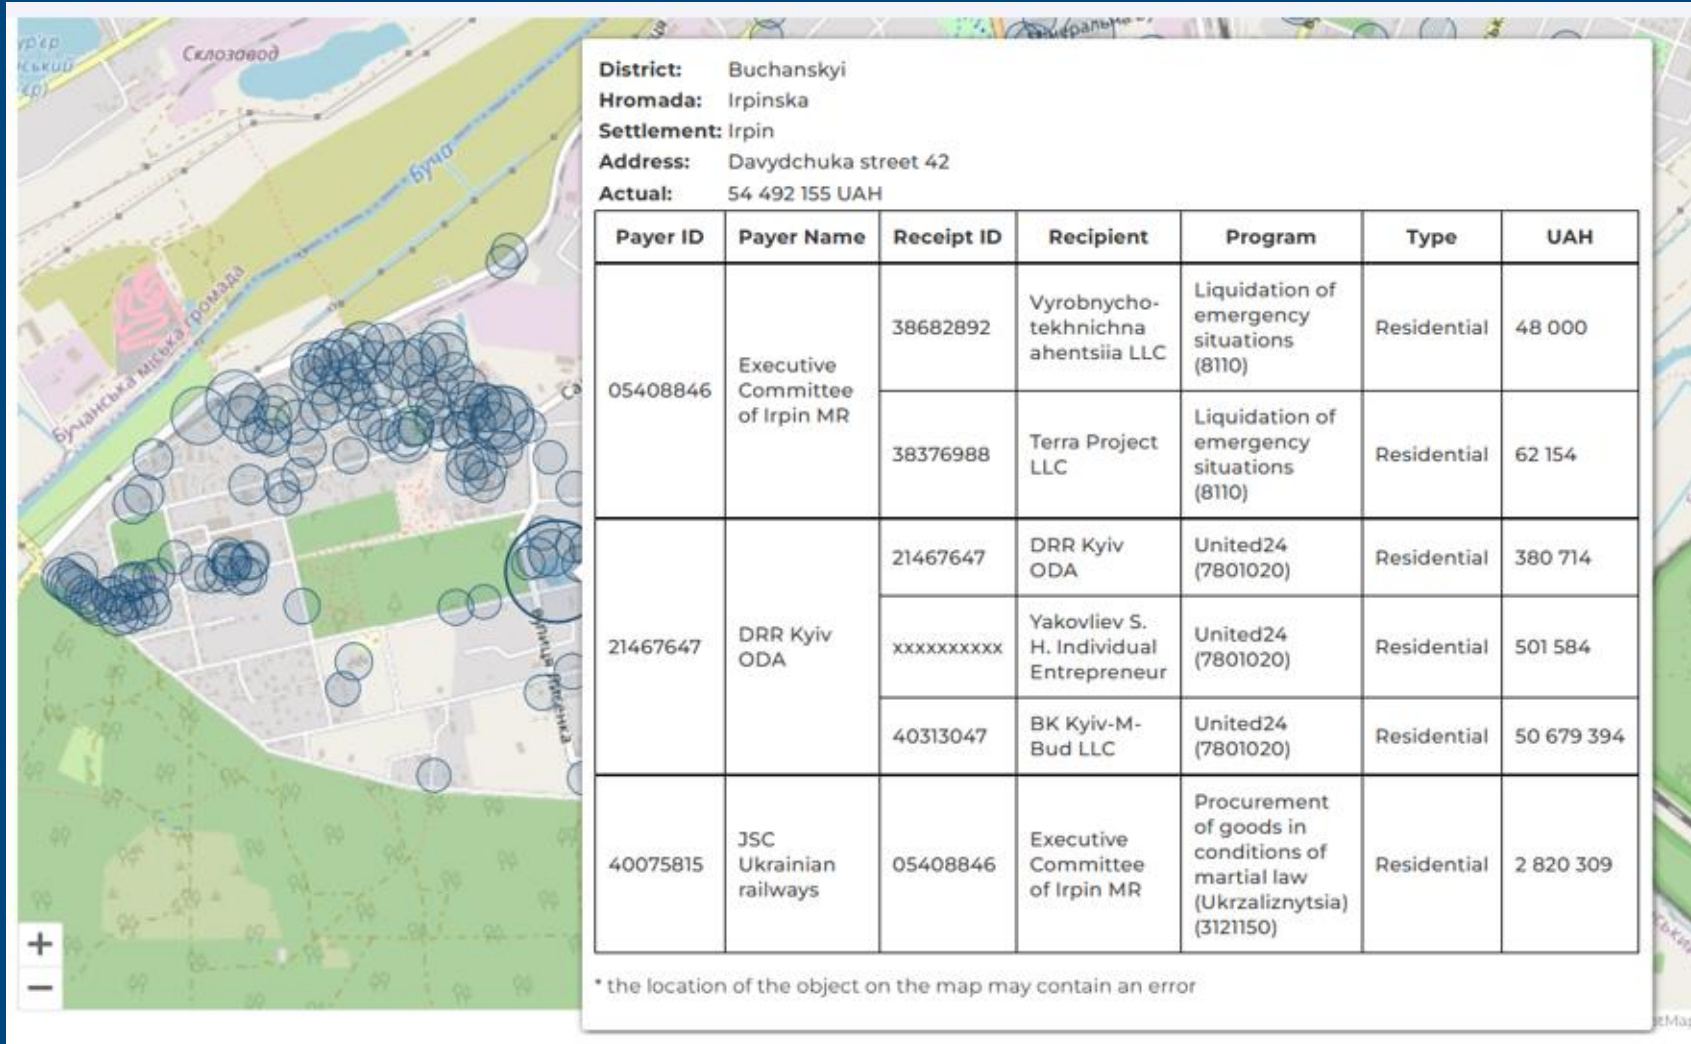 Склозавод
Буча
Бучанська міська громада
District: Buchanskyi
Hromada: Irpinska
Settlement: Irpin
Address: Davydchuka street 42
Actual: 54 492 155 UAH
Payer ID Payer Name Receipt ID Recipient Program Type UAH
05408846
Executive
Committee
of Irpin MR
38682892
Vyrobnycho-
tekhnichna
ahentsiia LLC
Liquidation of
emergency
situations
(8110)
Residential
48 000
38376988
Terra Project
LLC
Liquidation of
emergency
situations
(8110)
Residential
62 154
21467647
DRR Kyiv
ODA
21467647
DRR Kyiv
ODA
United24
(7801020)
Residential
380 714
xxxxxxxxxx
Yakovliev S.
H. Individual
Entrepreneur
United24
(7801020)
Residential
501 584
40313047
BK Kyiv-M-
Bud LLC
United24
(7801020)
Residential
50 679 394
40075815
JSC
Ukrainian
railways
05408846
Executive
Committee
of Irpin MR
Procurement
of goods in
conditions of
martial law
(Ukrzaliznytsia)
(3121150)
Residential
2 820 309
* the location of the object on the map may contain an error
+
−